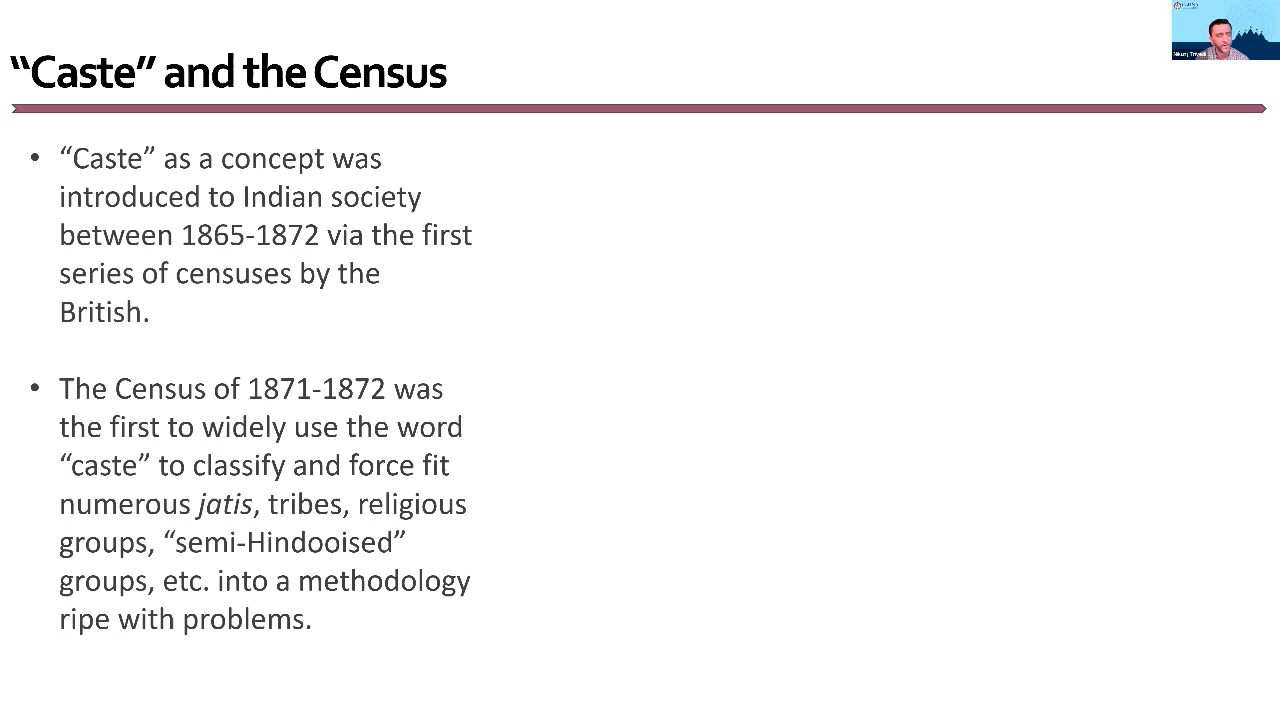 “Caste” and the Census
• “Caste” as a concept was
introduced to Indian society
between 1865-1872 via the first
series of censuses by the
British.
• The Census of 1871-1872 was
the first to widely use the word
“caste” to classify and force fit
numerous jatis, tribes, religious
groups, “semi-Hindooised”
groups, etc. into a methodology
ripe with problems.
Nikunj Trivedi